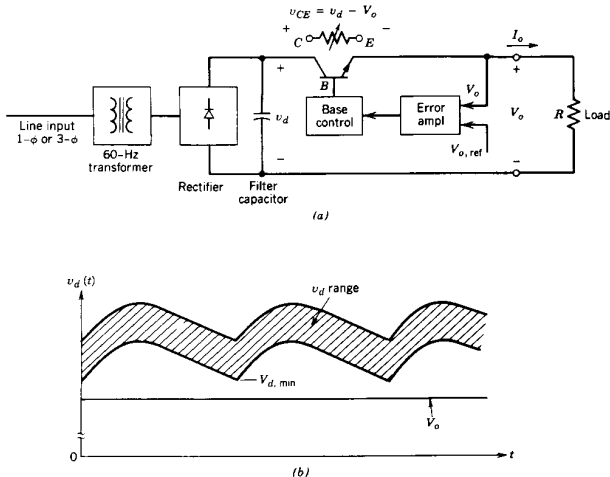 v_CE = v_d − V_o
+
−
C
E
I_o
+
+
B
V_o
Line input
1-ϕ or 3-ϕ
60-Hz
transformer
v_d
Base
control
Error
ampl
V_o
R
Load
V_o, ref
−
−
Rectifier
Filter
capacitor
(a)
v_d (t)
v_d range
V_d, min
V_o
0
t
(b)